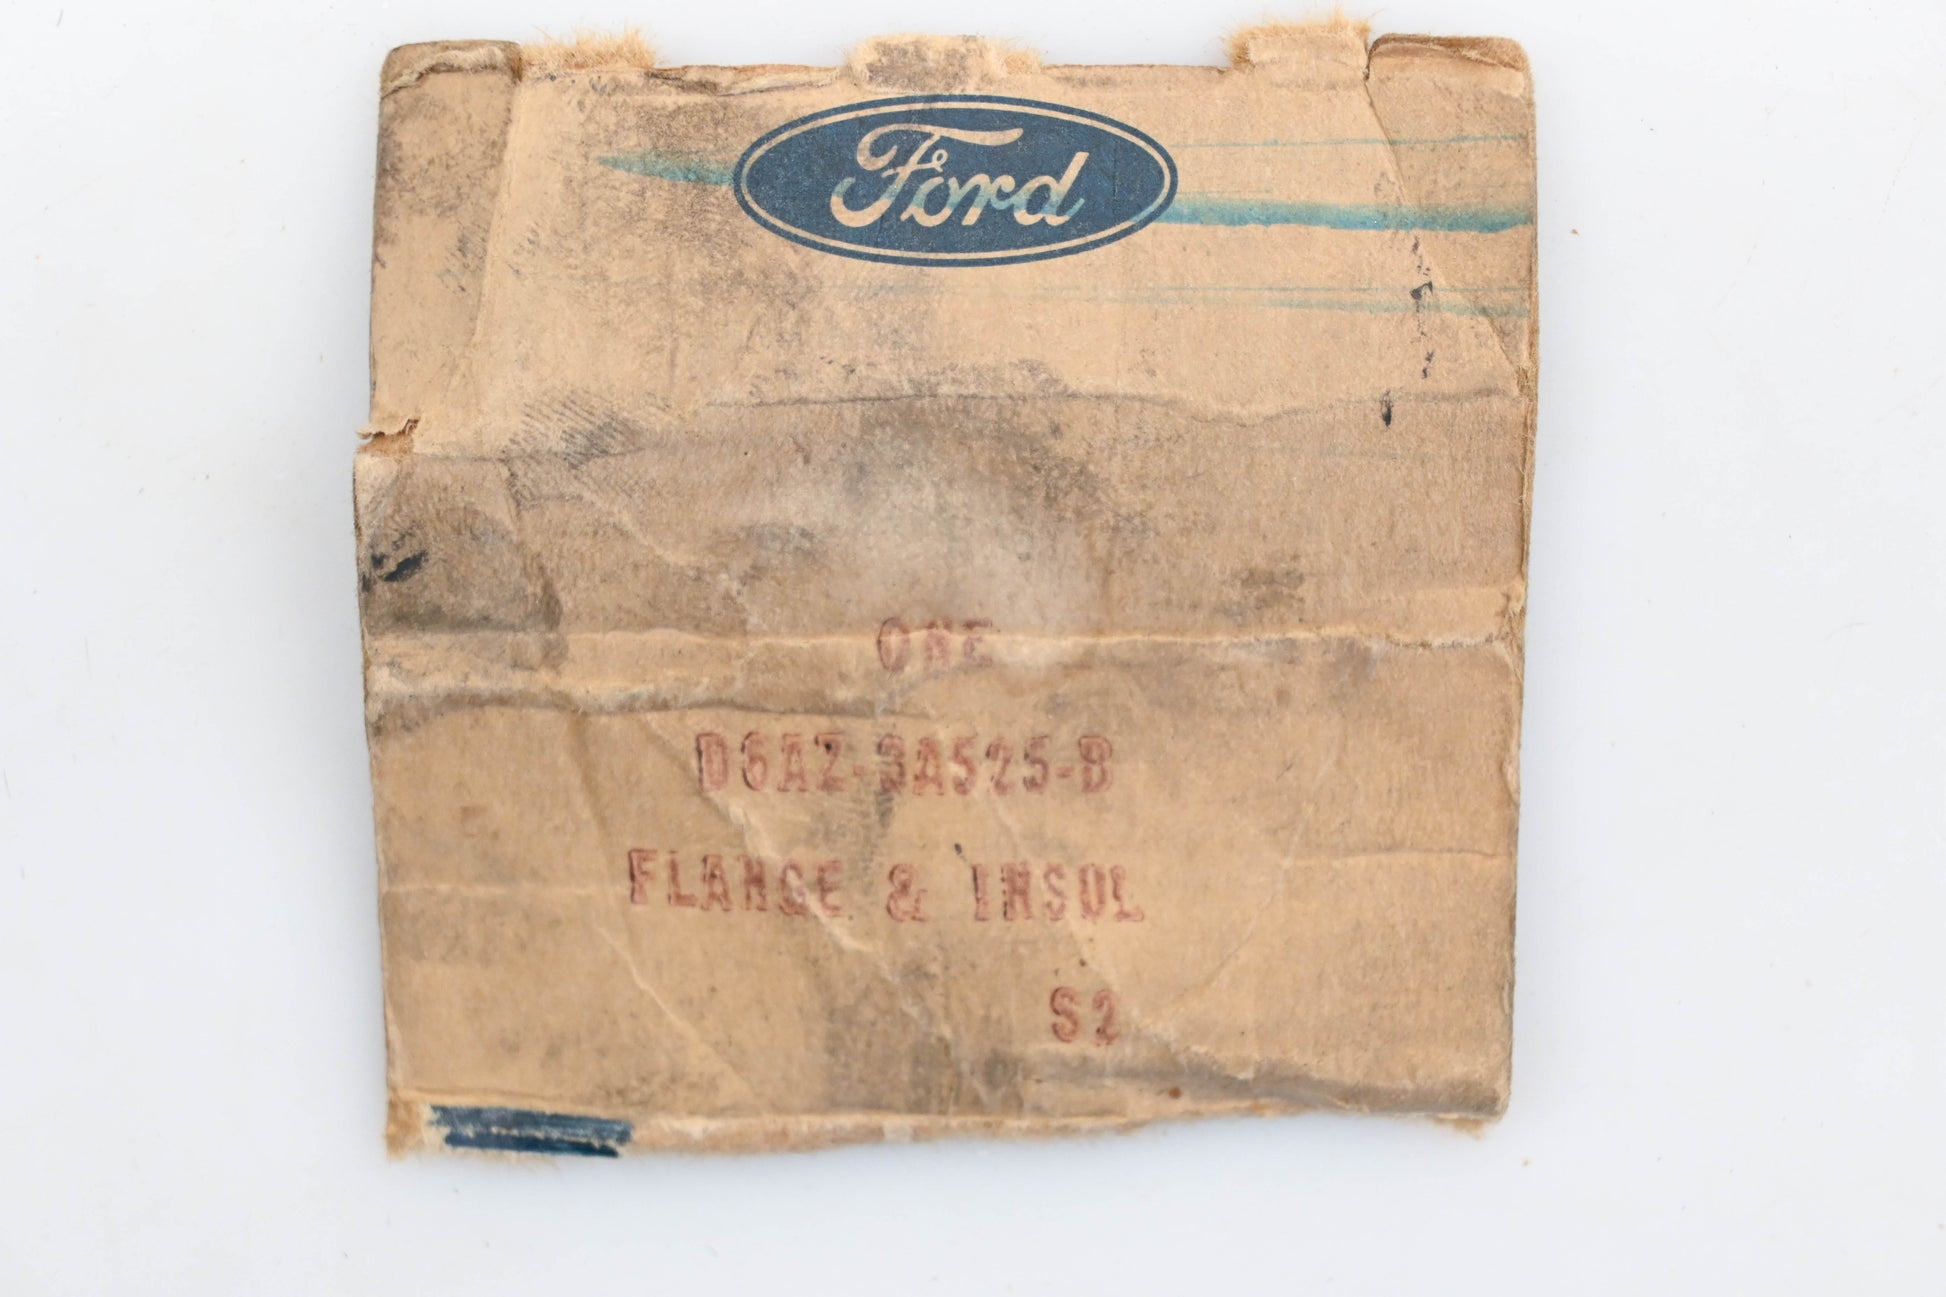 Ford
ONE
D6AZ-3A525-B
FLANGE & INSUL
S2